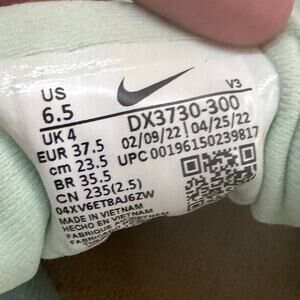 US
6.5
UK 4
EUR 37.5
cm 23.5
BR 35.5
CN 235(2.5)
04XV6ET8AJ6ZW
MADE IN VIETNAM
HECHO EN VIETNAM
FABRIQUÉ AU VIETNAM
V3
DX3730-300
02/09/22 04/25/22
UPC 00196150239817